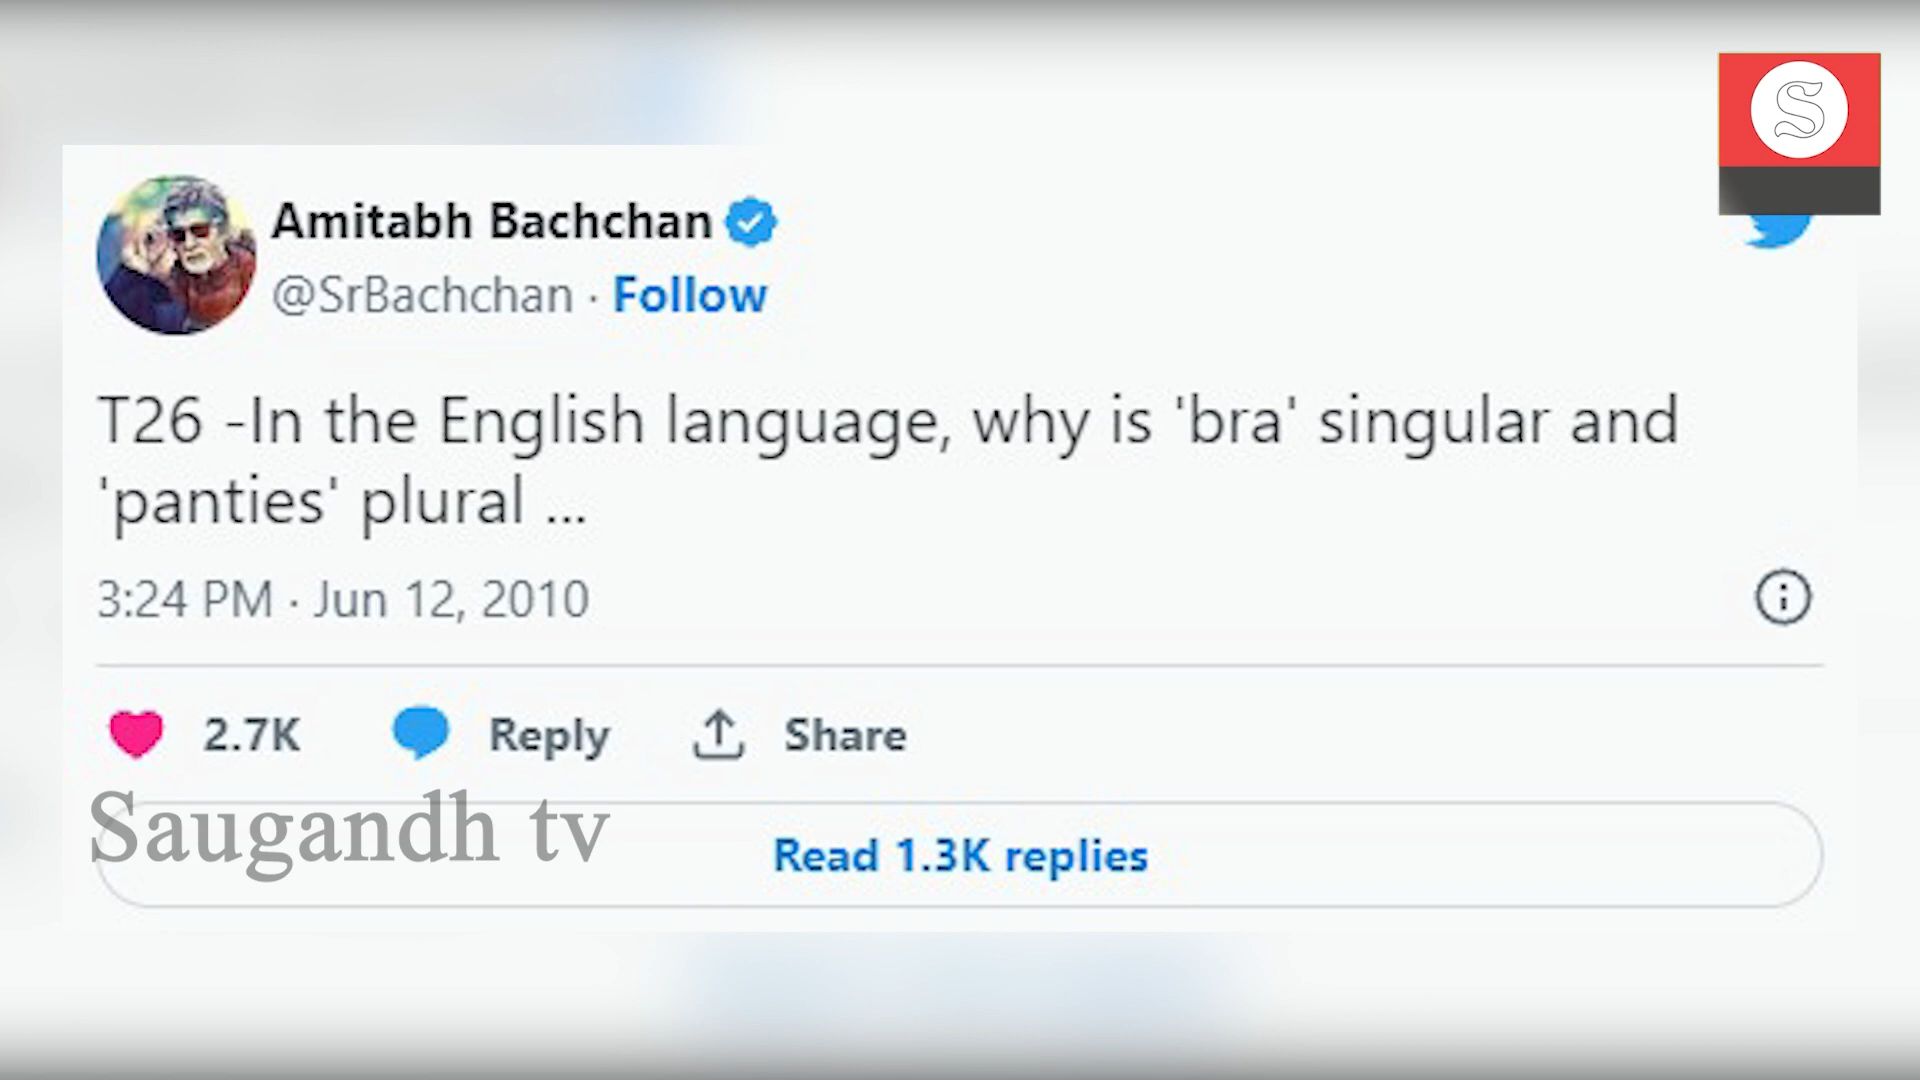 S
Amitabh Bachchan
@SrBachchan · Follow
T26 -In the English language, why is 'bra' singular and
'panties' plural ...
3:24 PM · Jun 12, 2010
2.7K Reply Share
Saugandh tv
Read 1.3K replies